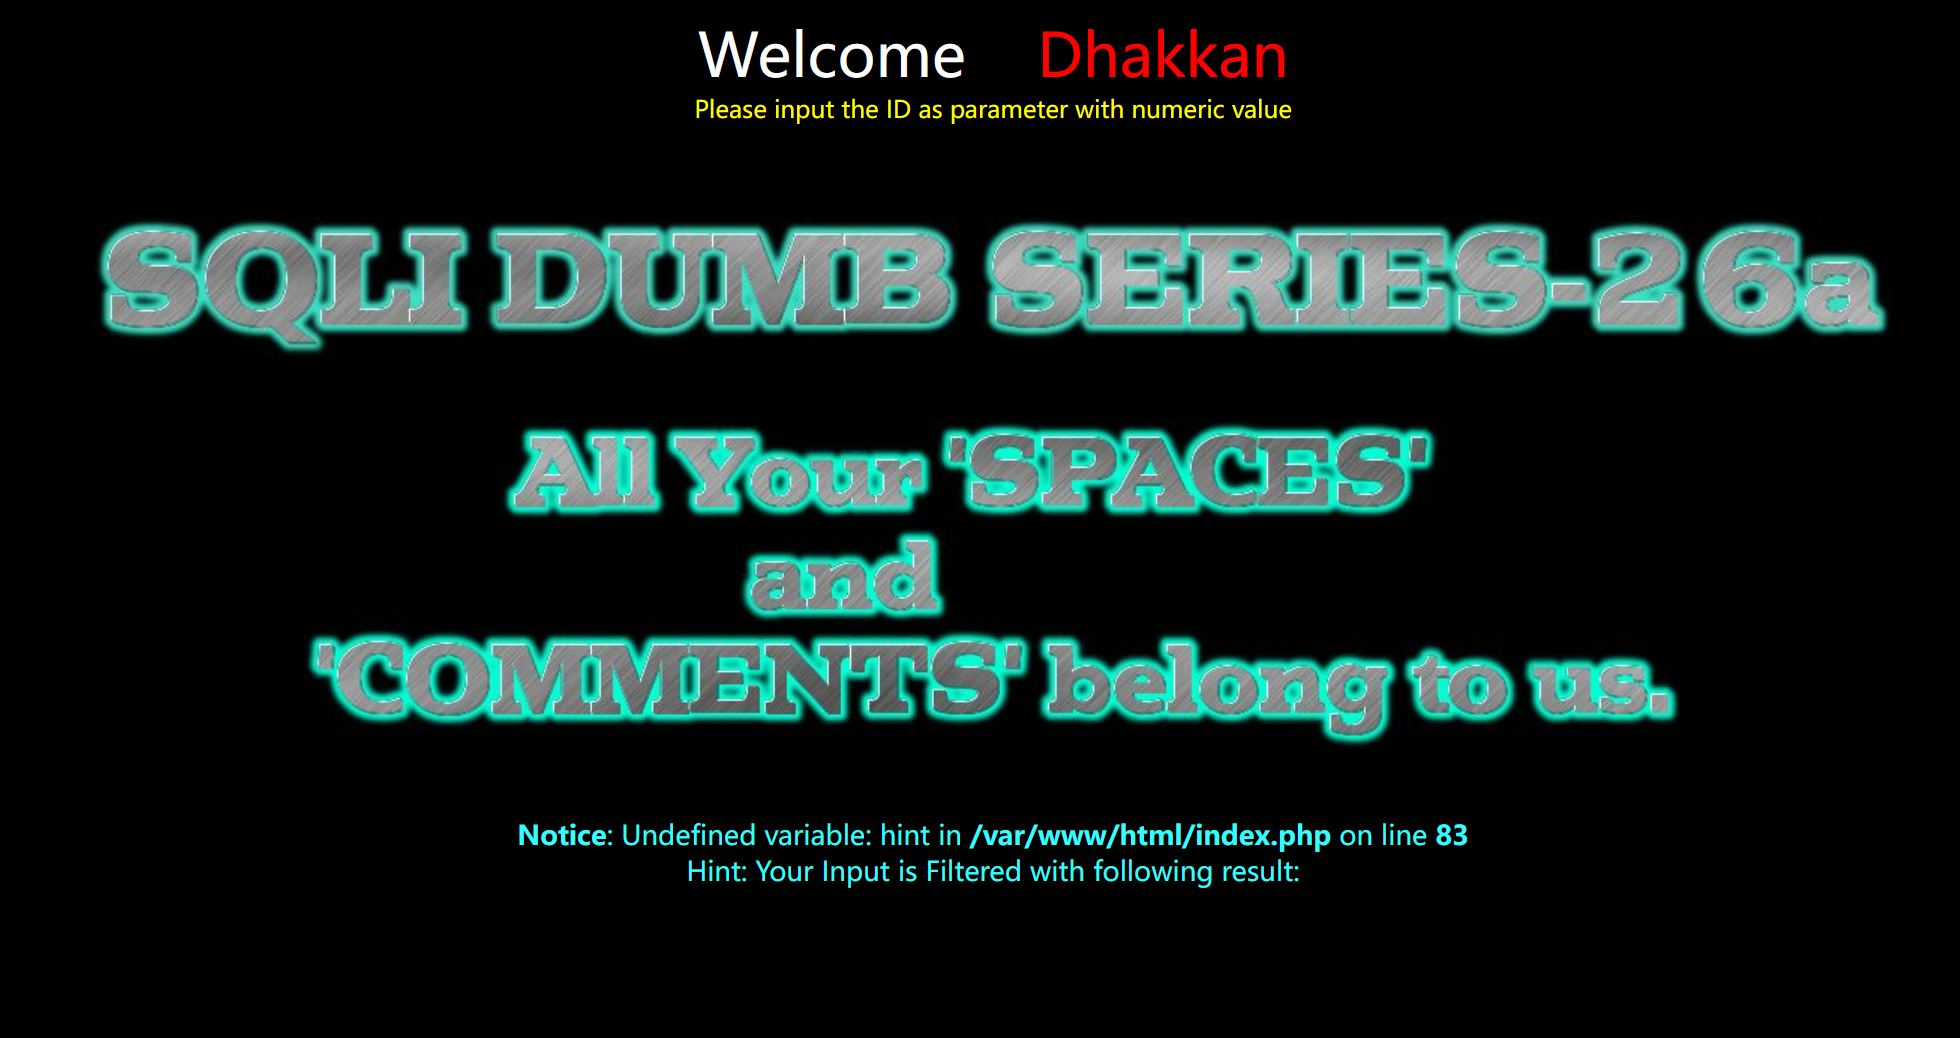 Welcome Dhakkan
Please input the ID as parameter with numeric value
SQLI DUMB SERIES-26a
All Your 'SPACES'
and
'COMMENTS' belong to us.
Notice: Undefined variable: hint in /var/www/html/index.php on line 83
Hint: Your Input is Filtered with following result: